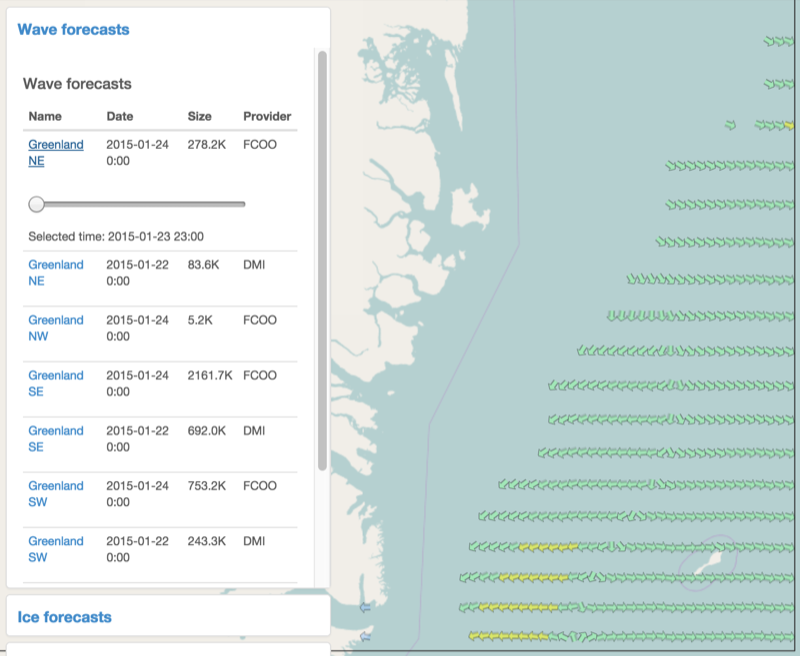 Wave forecasts
Wave forecasts
Name Date Size Provider
Greenland 2015-01-24 278.2K FCOO
NE 0:00
Selected time: 2015-01-23 23:00
Greenland 2015-01-22 83.6K DMI
NE 0:00
Greenland 2015-01-24 5.2K FCOO
NW 0:00
Greenland 2015-01-24 2161.7K FCOO
SE 0:00
Greenland 2015-01-22 692.0K DMI
SE 0:00
Greenland 2015-01-24 753.2K FCOO
SW 0:00
Greenland 2015-01-22 243.3K DMI
SW 0:00
Ice forecasts